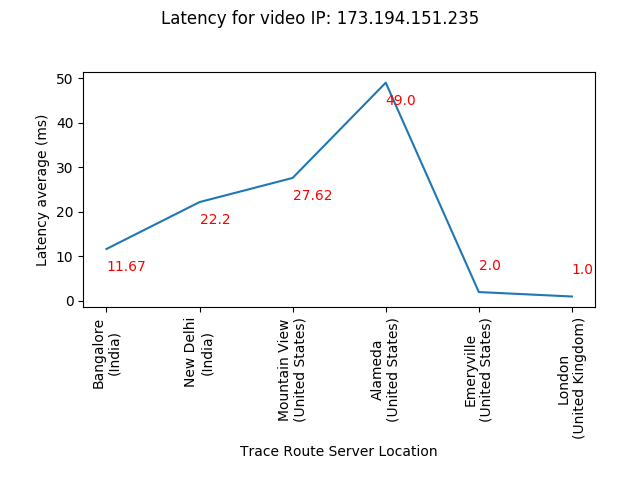 Latency for video IP: 173.194.151.235
50
40
30
20
10
0
Latency average (ms)
11.67
22.2
27.62
49.0
2.0
1.0
Bangalore
(India)
New Delhi
(India)
Mountain View
(United States)
Alameda
(United States)
Emeryville
(United States)
London
(United Kingdom)
Trace Route Server Location